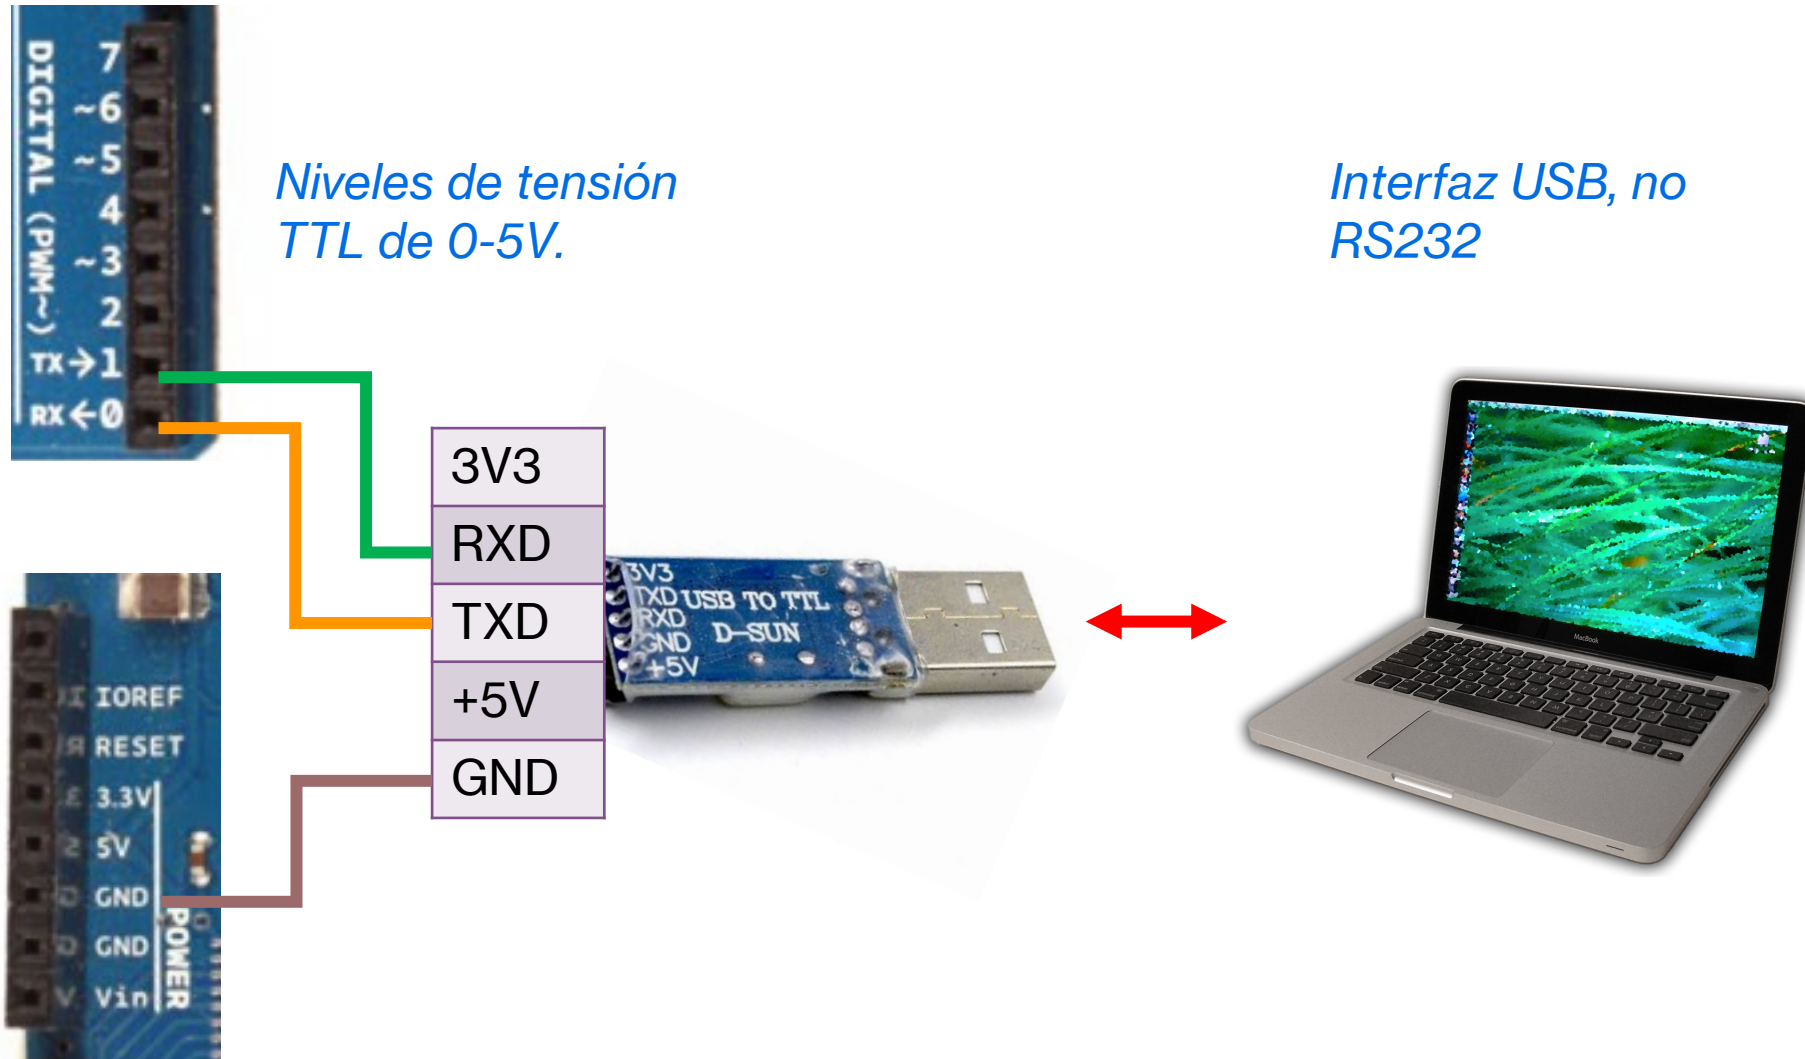 DIGITAL (PWM~)
7
~6
~5
4
~3
2
TX→1
RX←0
Niveles de tensión
TTL de 0-5V.
Interfaz USB, no
RS232
3V3
RXD
TXD
+5V
GND
3V3
TXD
RXD
GND
+5V
USB TO TTL
D-SUN
MacBook
IOREF
RESET
3.3V
5V
GND
GND
Vin
POWER